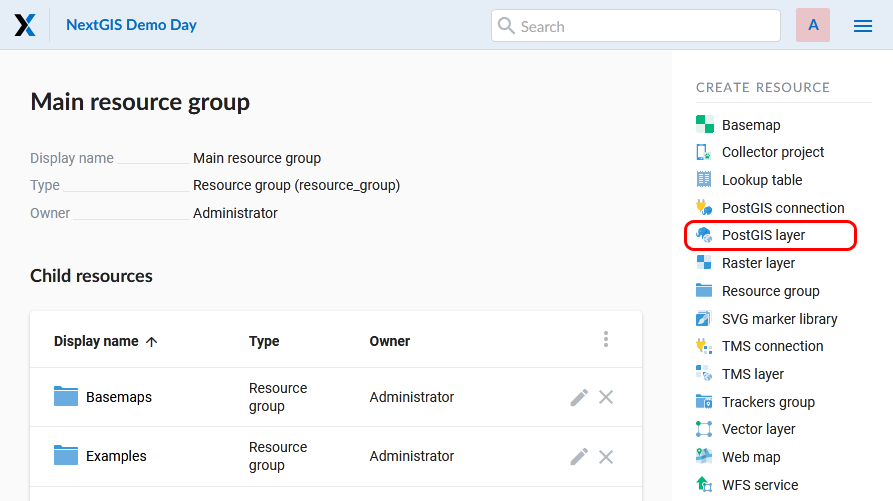 NextGIS Demo Day
Search
A
Main resource group
Display name Main resource group
Type Resource group (resource_group)
Owner Administrator
Child resources
Display name Type Owner
Basemaps Resource group Administrator
Examples Resource group Administrator
CREATE RESOURCE
Basemap
Collector project
Lookup table
PostGIS connection
PostGIS layer
Raster layer
Resource group
SVG marker library
TMS connection
TMS layer
Trackers group
Vector layer
Web map
WFS service